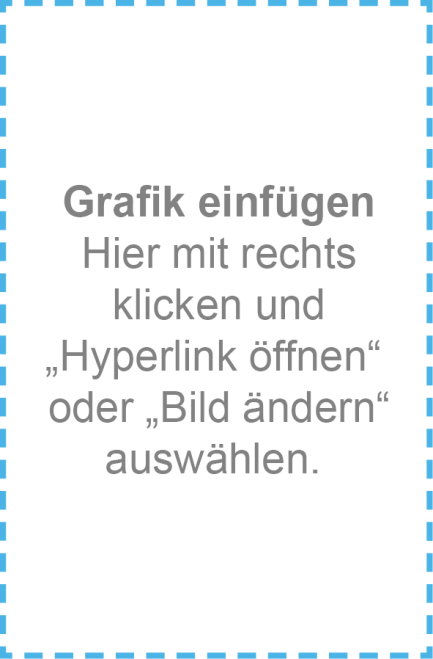 Grafik einfügen
Hier mit rechts
klicken und
„Hyperlink öffnen“
oder „Bild ändern“
auswählen.